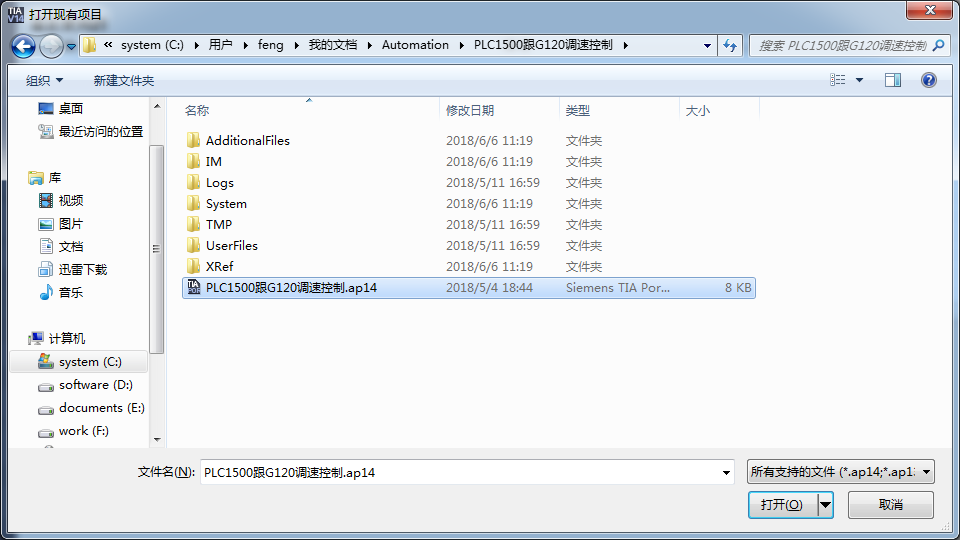 打开现有项目
« system (C:) ▸ 用户 ▸ feng ▸ 我的文档 ▸ Automation ▸ PLC1500跟G120调速控制 ▸
搜索 PLC1500跟G120调速控制
组织 新建文件夹
名称 修改日期 类型 大小
桌面
最近访问的位置
库
视频
图片
文档
迅雷下载
音乐
计算机
system (C:)
software (D:)
documents (E:)
work (F:)
AdditionalFiles 2018/6/6 11:19 文件夹
IM 2018/6/6 11:19 文件夹
Logs 2018/5/11 16:59 文件夹
System 2018/6/6 11:19 文件夹
TMP 2018/5/11 16:59 文件夹
UserFiles 2018/5/11 16:59 文件夹
XRef 2018/6/6 11:19 文件夹
PLC1500跟G120调速控制.ap14 2018/5/4 18:44 Siemens TIA Por... 8 KB
文件名(N): PLC1500跟G120调速控制.ap14
所有支持的文件 (*.ap14;*.ap1
打开(O) 取消